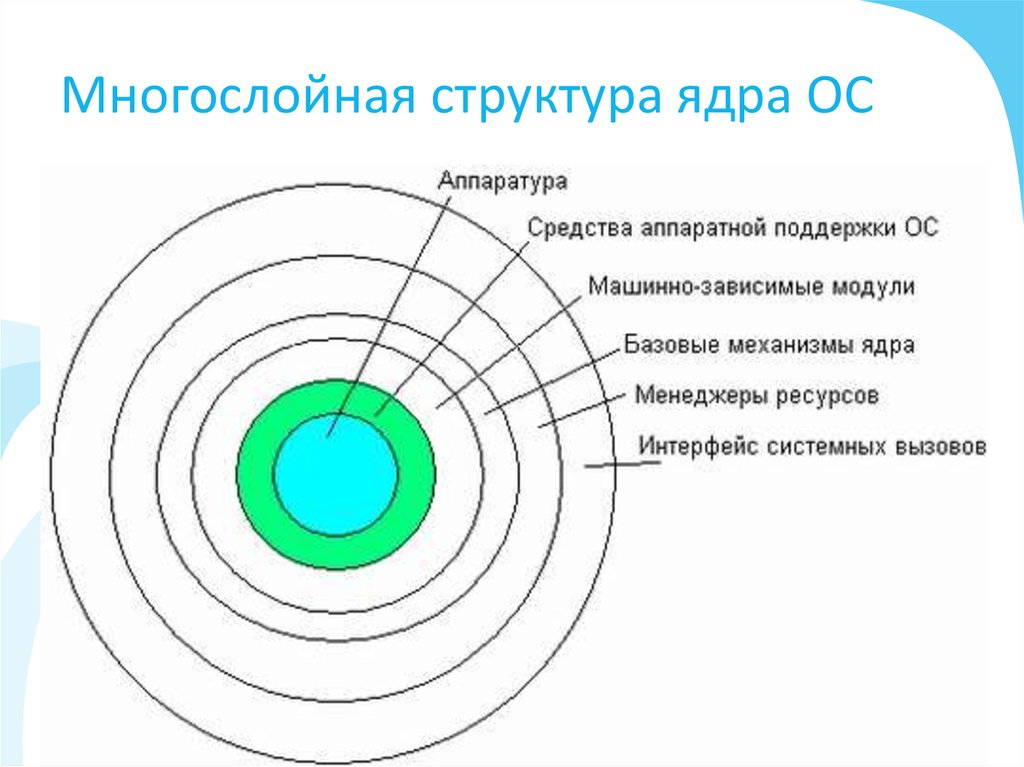 Многослойная структура ядра ОС
Аппаратура
Средства аппаратной поддержки ОС
Машинно-зависимые модули
Базовые механизмы ядра
Менеджеры ресурсов
Интерфейс системных вызовов